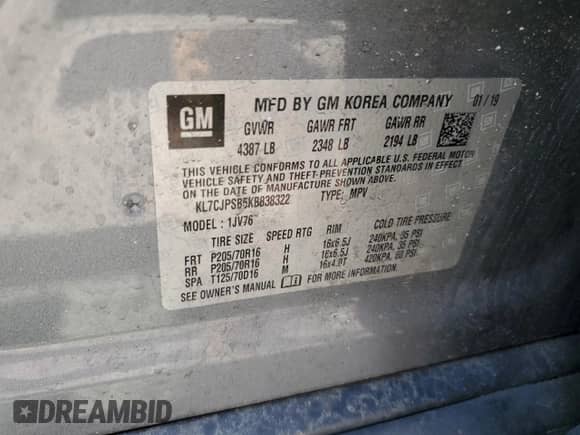 GM
MFD BY GM KOREA COMPANY 01/19
GVWR GAWR FRT GAWR RR
4387 LB 2348 LB 2194 LB
THIS VEHICLE CONFORMS TO ALL APPLICABLE U.S. FEDERAL MOTOR
VEHICLE SAFETY, BUMPER, AND THEFT PREVENTION STANDARDS IN EFFECT
ON THE DATE OF MANUFACTURE SHOWN ABOVE.
KL7CJPSB5KB838322 TYPE: MPV
MODEL: 1JV76
TIRE SIZE SPEED RTG RIM COLD TIRE PRESSURE
FRT P205/70R16 H 16x6.5J 240KPA, 35 PSI
RR P205/70R16 H 16x6.5J 240KPA, 35 PSI
SPA T125/70D16 M 16x4.0T 420KPA, 60 PSI
SEE OWNER'S MANUAL FOR MORE INFORMATION.
DREAMBID